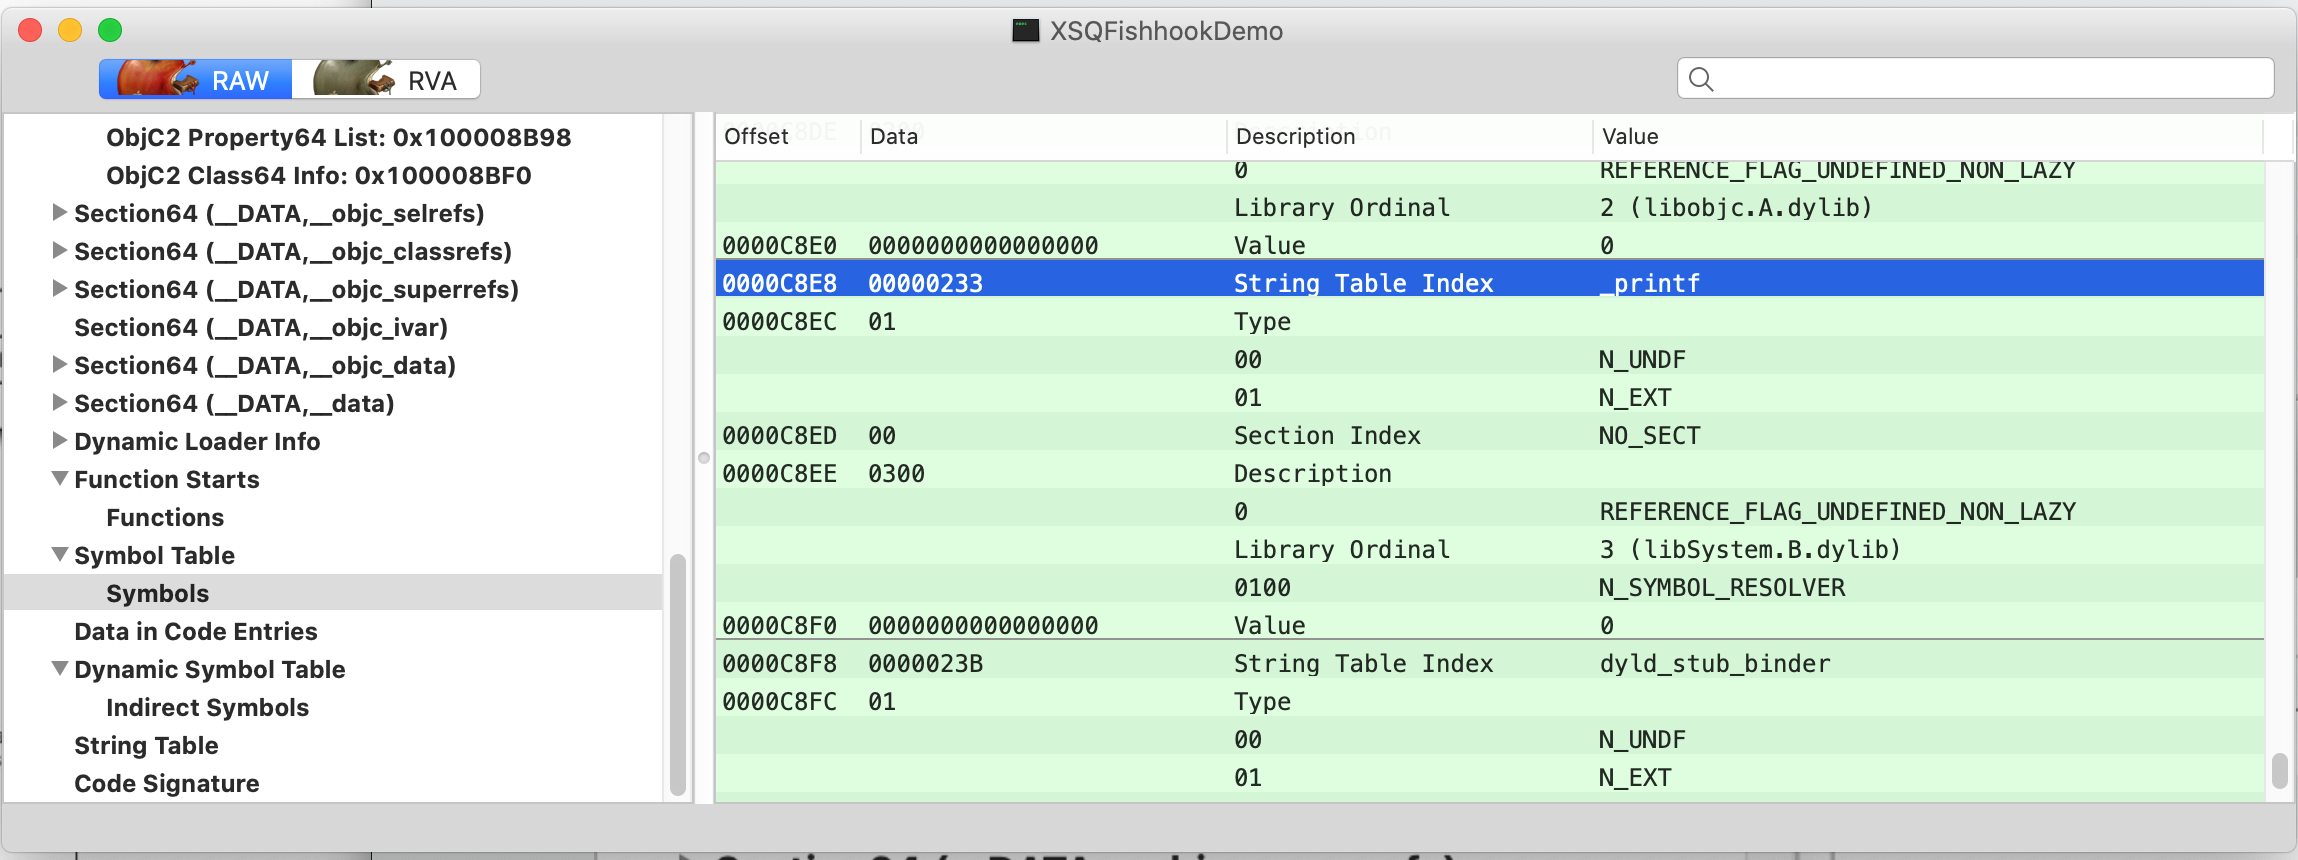 XSQFishhookDemo
RAW RVA
ObjC2 Property64 List: 0x100008B98
ObjC2 Class64 Info: 0x100008BF0
Section64 (__DATA,__objc_selrefs)
Section64 (__DATA,__objc_classrefs)
Section64 (__DATA,__objc_superrefs)
Section64 (__DATA,__objc_ivar)
Section64 (__DATA,__objc_data)
Section64 (__DATA,__data)
Dynamic Loader Info
Function Starts
Functions
Symbol Table
Symbols
Data in Code Entries
Dynamic Symbol Table
Indirect Symbols
String Table
Code Signature
Offset Data Description Value
0 REFERENCE_FLAG_UNDEFINED_NON_LAZY
Library Ordinal 2 (libobjc.A.dylib)
0000C8E0 0000000000000000 Value 0
0000C8E8 00000233 String Table Index _printf
0000C8EC 01 Type
00 N_UNDF
01 N_EXT
0000C8ED 00 Section Index NO_SECT
0000C8EE 0300 Description
0 REFERENCE_FLAG_UNDEFINED_NON_LAZY
Library Ordinal 3 (libSystem.B.dylib)
0100 N_SYMBOL_RESOLVER
0000C8F0 0000000000000000 Value 0
0000C8F8 0000023B String Table Index dyld_stub_binder
0000C8FC 01 Type
00 N_UNDF
01 N_EXT